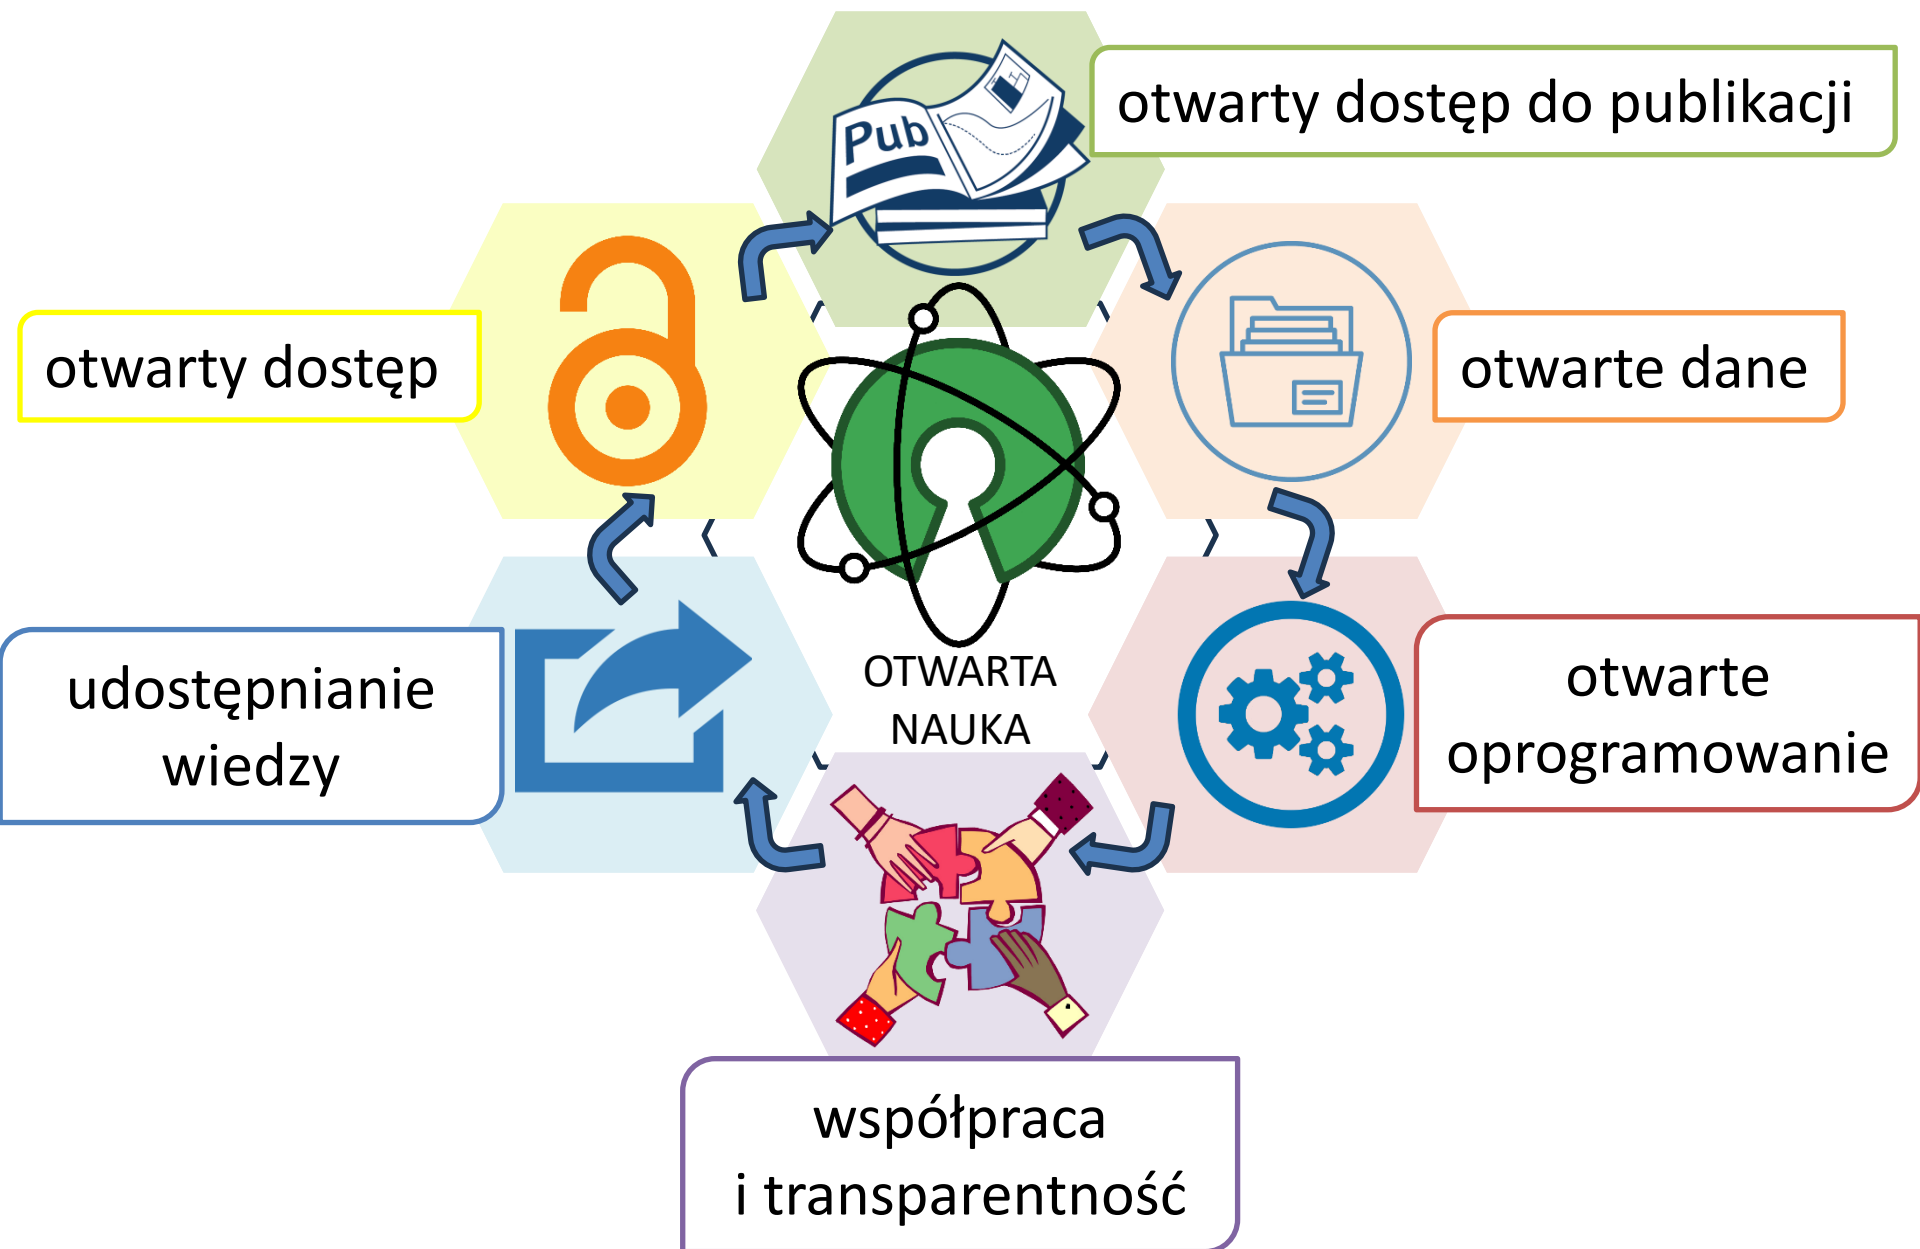 Pub
otwarty dostęp do publikacji
otwarty dostęp
otwarte dane
udostępnianie
wiedzy
OTWARTA
NAUKA
otwarte
oprogramowanie
współpraca
i transparentność